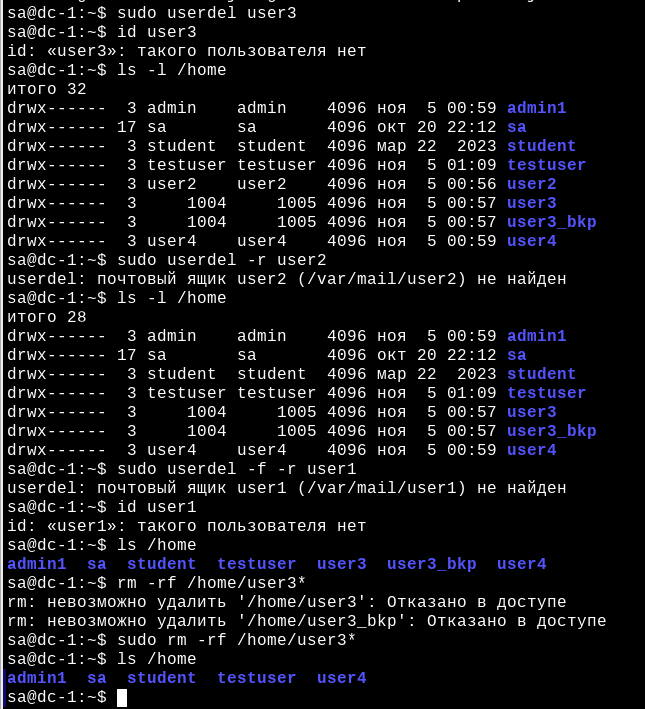 sa@dc-1:~$ sudo userdel user3
sa@dc-1:~$ id user3
id: «user3»: такого пользователя нет
sa@dc-1:~$ ls -l /home
итого 32
drwx------  3 admin    admin    4096 ноя  5 00:59 admin1
drwx------ 17 sa       sa       4096 окт 20 22:12 sa
drwx------  3 student  student  4096 мар 22  2023 student
drwx------  3 testuser testuser 4096 ноя  5 01:09 testuser
drwx------  3 user2    user2    4096 ноя  5 00:56 user2
drwx------  3     1004     1005 4096 ноя  5 00:57 user3
drwx------  3     1004     1005 4096 ноя  5 00:57 user3_bkp
drwx------  3 user4    user4    4096 ноя  5 00:59 user4
sa@dc-1:~$ sudo userdel -r user2
userdel: почтовый ящик user2 (/var/mail/user2) не найден
sa@dc-1:~$ ls -l /home
итого 28
drwx------  3 admin    admin    4096 ноя  5 00:59 admin1
drwx------ 17 sa       sa       4096 окт 20 22:12 sa
drwx------  3 student  student  4096 мар 22  2023 student
drwx------  3 testuser testuser 4096 ноя  5 01:09 testuser
drwx------  3     1004     1005 4096 ноя  5 00:57 user3
drwx------  3     1004     1005 4096 ноя  5 00:57 user3_bkp
drwx------  3 user4    user4    4096 ноя  5 00:59 user4
sa@dc-1:~$ sudo userdel -f -r user1
userdel: почтовый ящик user1 (/var/mail/user1) не найден
sa@dc-1:~$ id user1
id: «user1»: такого пользователя нет
sa@dc-1:~$ ls /home
admin1  sa  student  testuser  user3  user3_bkp  user4
sa@dc-1:~$ rm -rf /home/user3*
rm: невозможно удалить '/home/user3': Отказано в доступе
rm: невозможно удалить '/home/user3_bkp': Отказано в доступе
sa@dc-1:~$ sudo rm -rf /home/user3*
sa@dc-1:~$ ls /home
admin1  sa  student  testuser  user4
sa@dc-1:~$